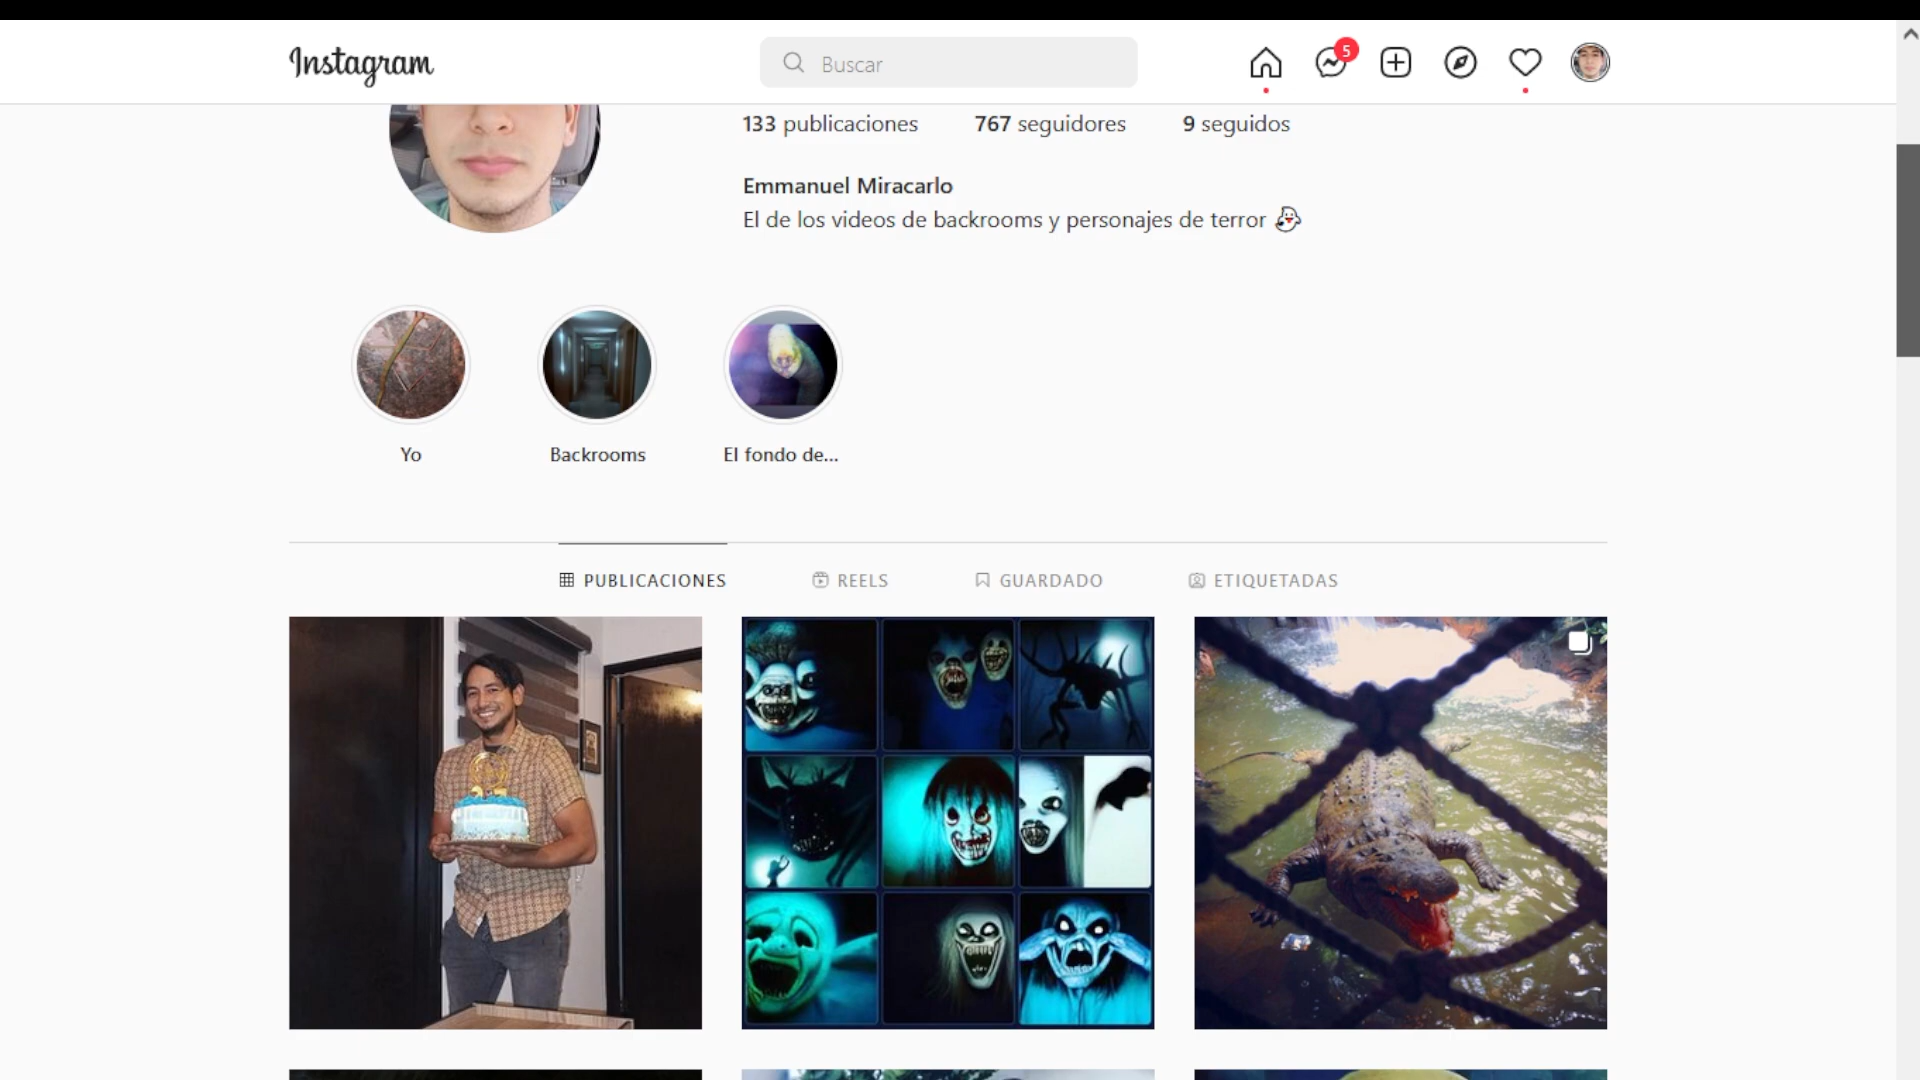 Instagram
Buscar
5
133 publicaciones 767 seguidores 9 seguidos
Emmanuel Miracarlo
El de los videos de backrooms y personajes de terror
Yo Backrooms El fondo de...
PUBLICACIONES REELS GUARDADO ETIQUETADAS